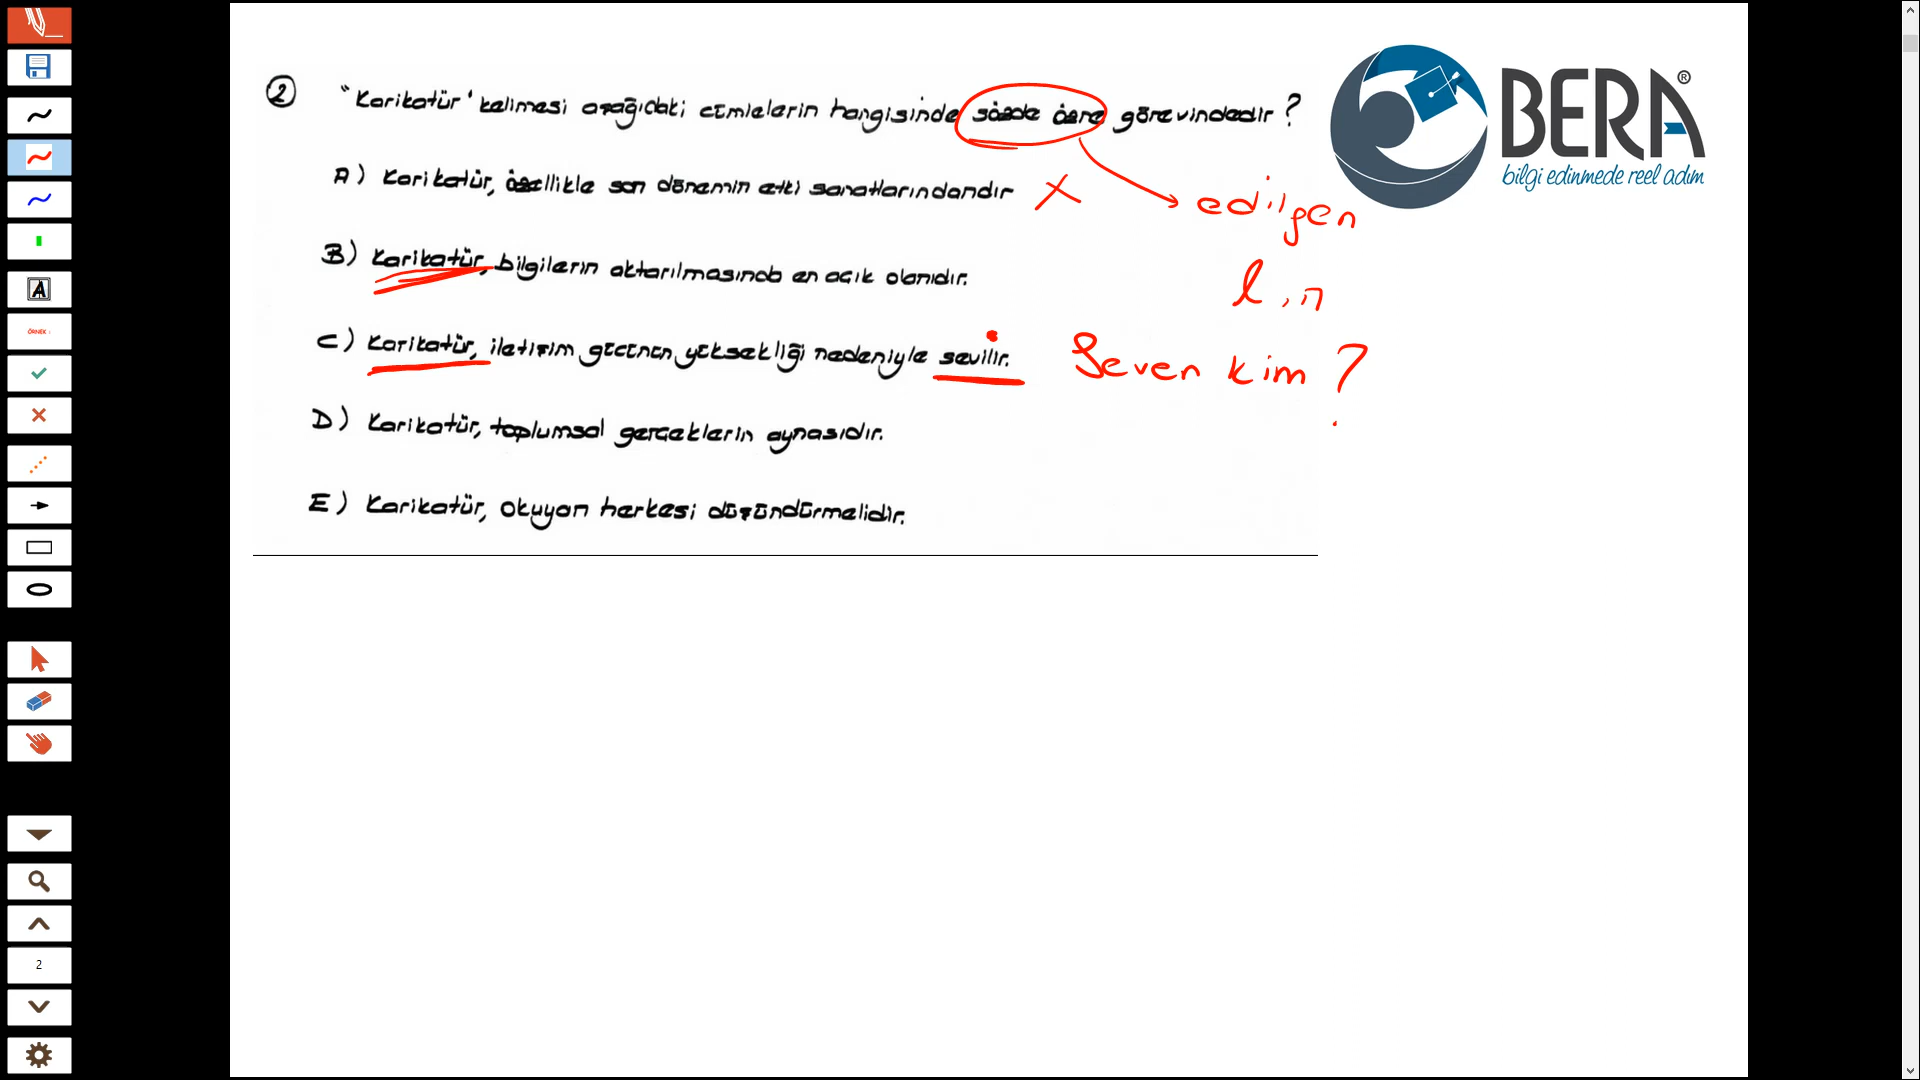 2 "Karikatür" kelimesi aşağıdaki cümlelerin hangisinde sözde özne görevindedir?
A) Karikatür, özellikle son dönemin etki sanatlarındandır X
edilgen
B) Karikatür, bilgilerin aktarılmasında en açık olanıdır.
l, n
C) Karikatür, iletişim gücünün yüksekliği nedeniyle sevilir. Seven kim ?
D) Karikatür, toplumsal gerçeklerin aynasıdır.
E) Karikatür, okuyan herkesi düşündürmelidir.
BERA®
bilgi edinmede reel adım
A
ÖRNEK :
2